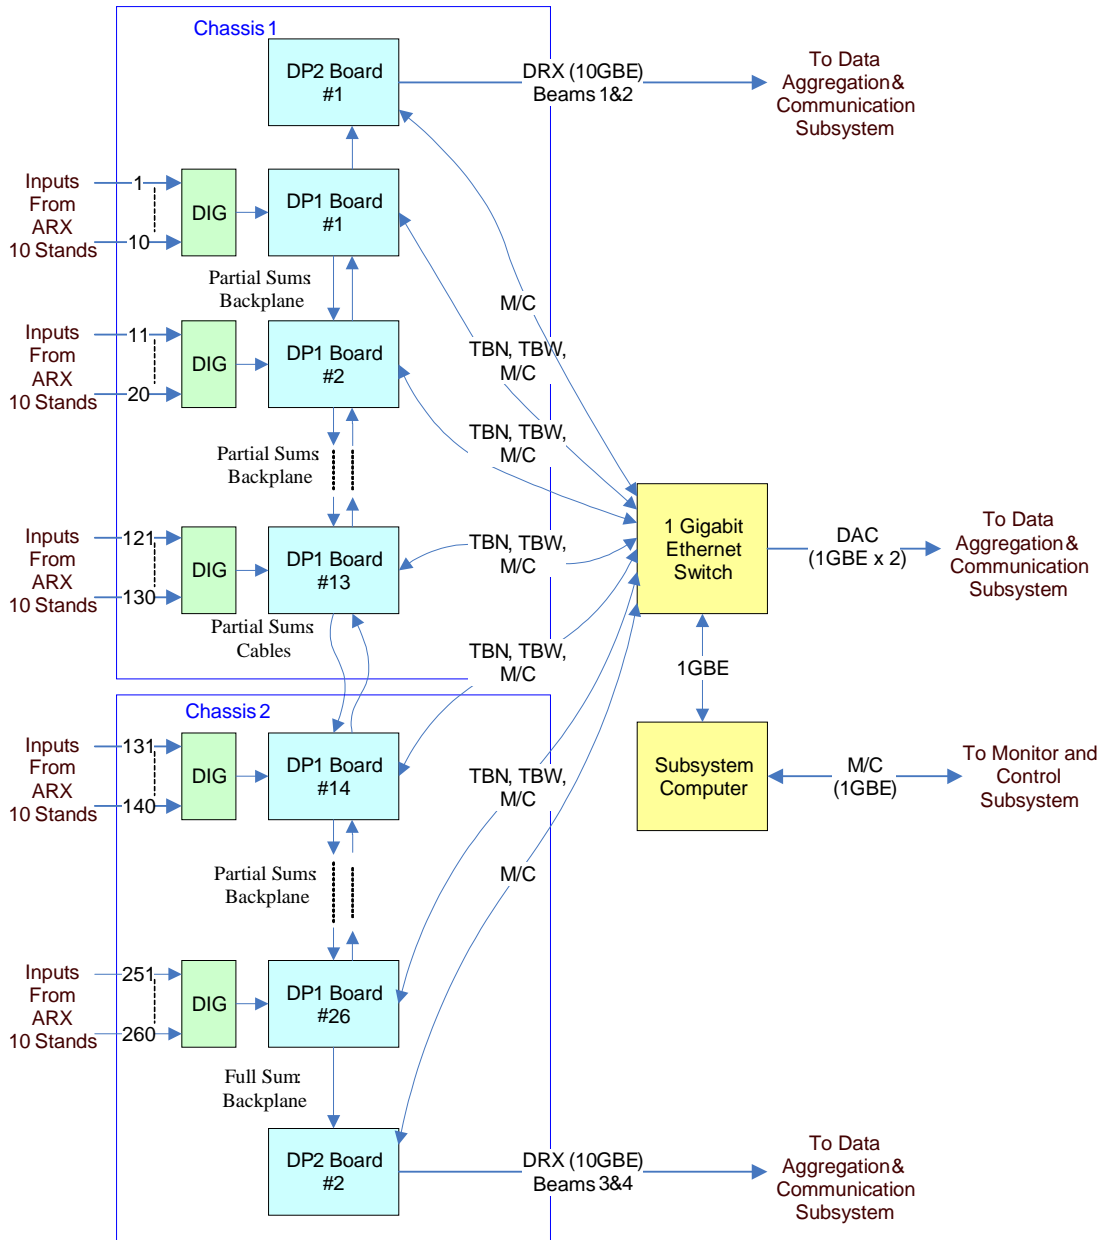 Chassis 1
DP2 Board
#1
DRX (10GBE)
Beams 1&2
To Data
Aggregation &
Communication
Subsystem
Inputs
From
ARX
10 Stands
1
10
DIG
DP1 Board
#1
Partial Sums:
Backplane
M/C
Inputs
From
ARX
10 Stands
11
20
DIG
DP1 Board
#2
TBN, TBW,
M/C
Partial Sums:
Backplane
TBN, TBW,
M/C
Inputs
From
ARX
10 Stands
121
130
DIG
DP1 Board
#13
TBN, TBW,
M/C
1 Gigabit
Ethernet
Switch
DAC
(1GBE x 2)
To Data
Aggregation &
Communication
Subsystem
Partial Sums:
Cables
TBN, TBW,
M/C
1GBE
Chassis 2
Inputs
From
ARX
10 Stands
131
140
DIG
DP1 Board
#14
TBN, TBW,
M/C
Subsystem
Computer
M/C
(1GBE)
To Monitor and
Control
Subsystem
Partial Sums:
Backplane
M/C
Inputs
From
ARX
10 Stands
251
260
DIG
DP1 Board
#26
Full Sum:
Backplane
DP2 Board
#2
DRX (10GBE)
Beams 3&4
To Data
Aggregation &
Communication
Subsystem